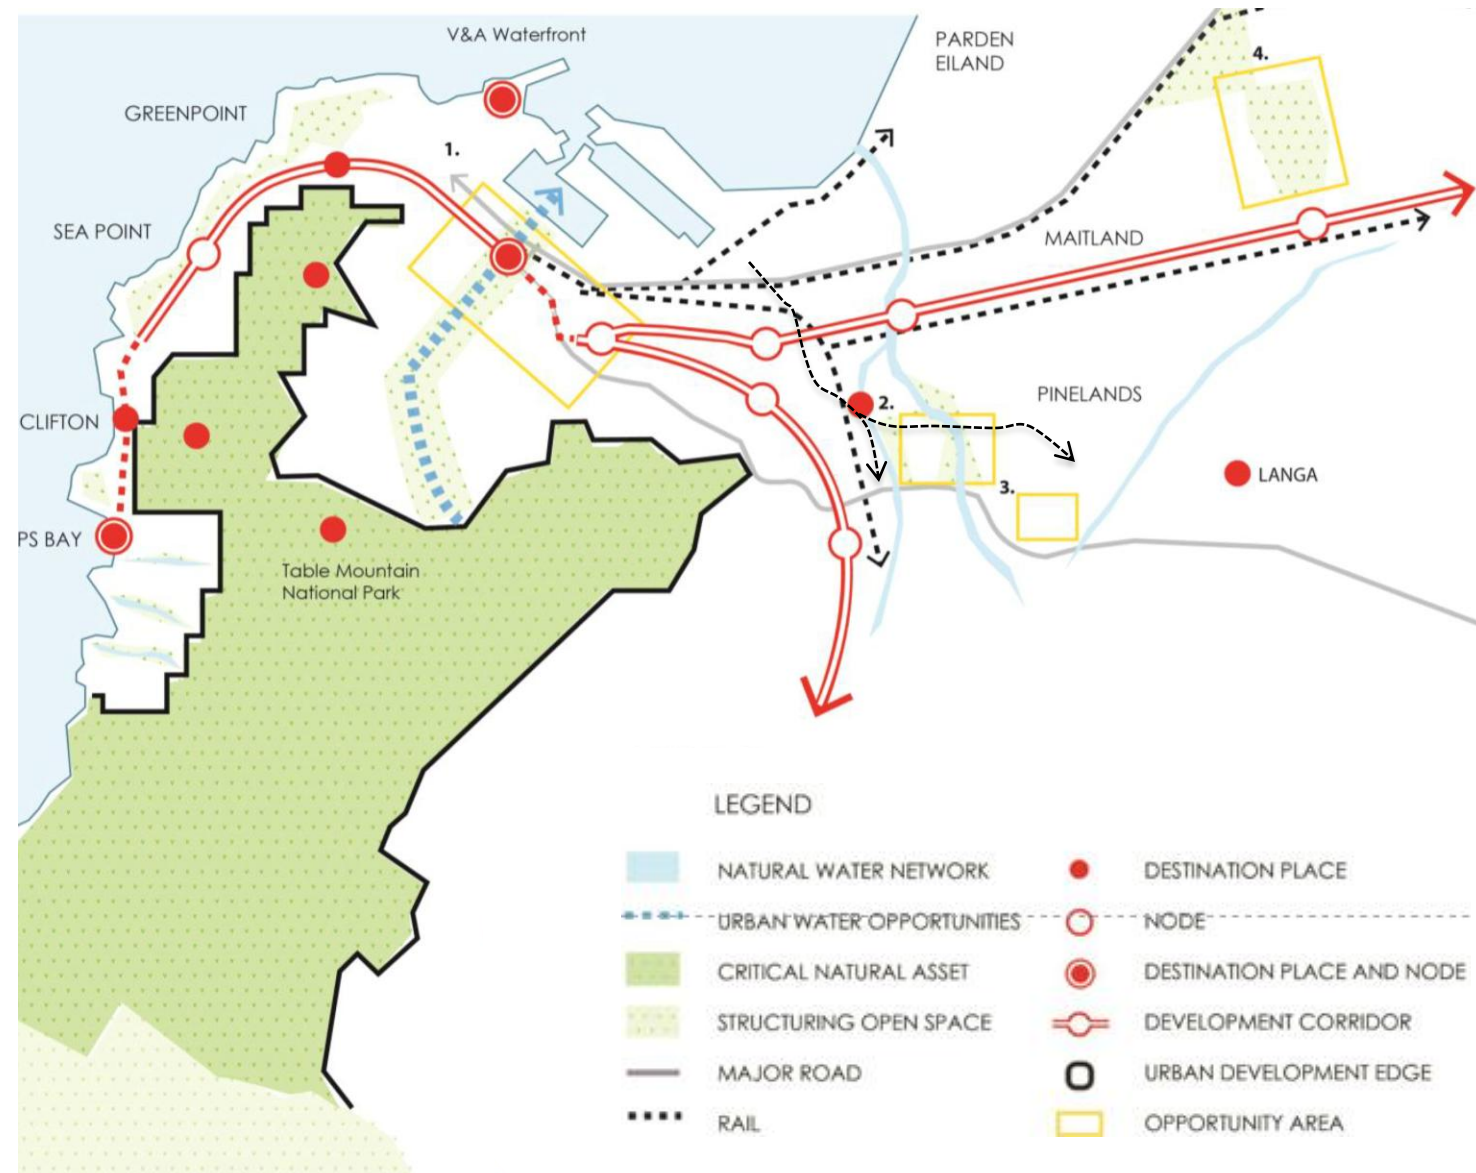 V&A Waterfront
PARDEN
EILAND
4.
GREENPOINT
1.
SEA POINT
MAITLAND
PINELANDS
2.
CLIFTON
LANGA
3.
PS BAY
Table Mountain
National Park
LEGEND
NATURAL WATER NETWORK
URBAN WATER OPPORTUNITIES
CRITICAL NATURAL ASSET
STRUCTURING OPEN SPACE
MAJOR ROAD
RAIL
DESTINATION PLACE
NODE
DESTINATION PLACE AND NODE
DEVELOPMENT CORRIDOR
URBAN DEVELOPMENT EDGE
OPPORTUNITY AREA